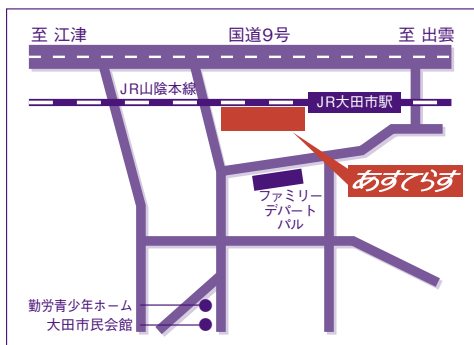 至 江津
国道9号
至 出雲
JR山陰本線
JR大田市駅
あすてらす
ファミリー
デパート
パル
勤労青少年ホーム
大田市民会館